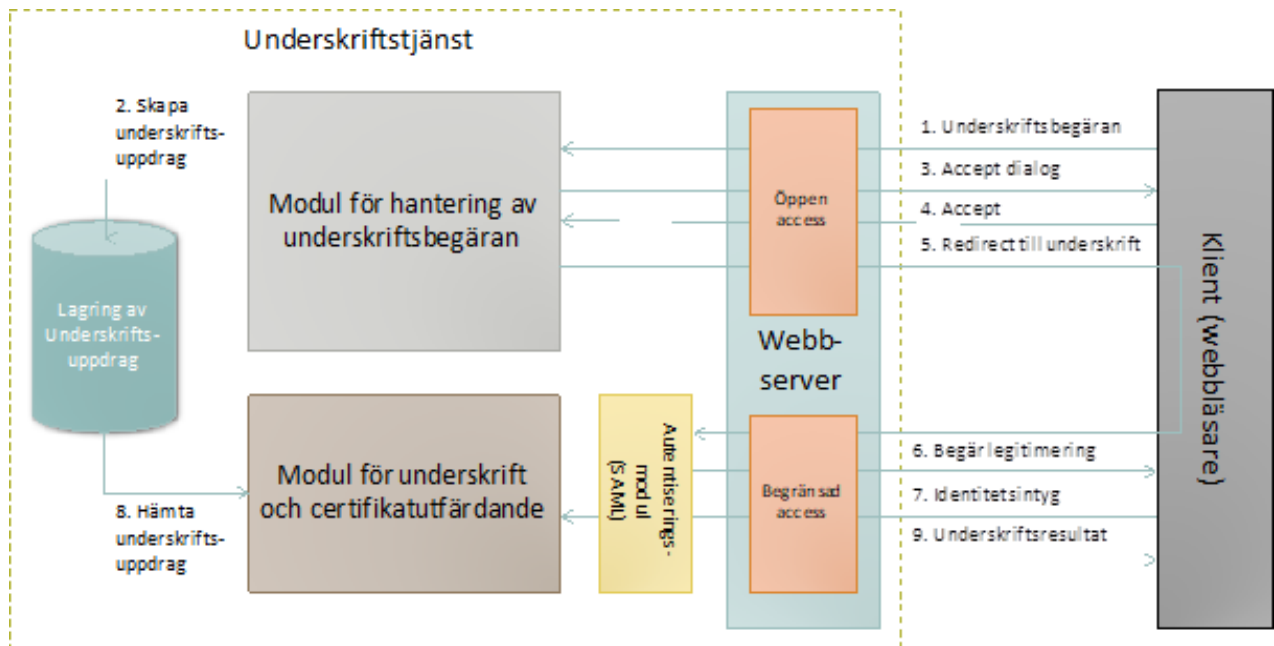 Underskriftstjänst
2. Skapa
underskrifts-
uppdrag
Modul för hantering av
underskriftsbegäran
Öppen
access
1. Underskriftsbegäran
3. Accept dialog
4. Accept
5. Redirect till underskrift
Klient (webbläsare)
Lagring av
Underskrifts-
uppdrag
Webb-
server
8. Hämta
underskrifts-
uppdrag
Modul för underskrift
och certifikatutfärdande
Autentiserings-
modul
(SAML)
Begränsad
access
6. Begär legitimering
7. Identitetsintyg
9. Underskriftsresultat